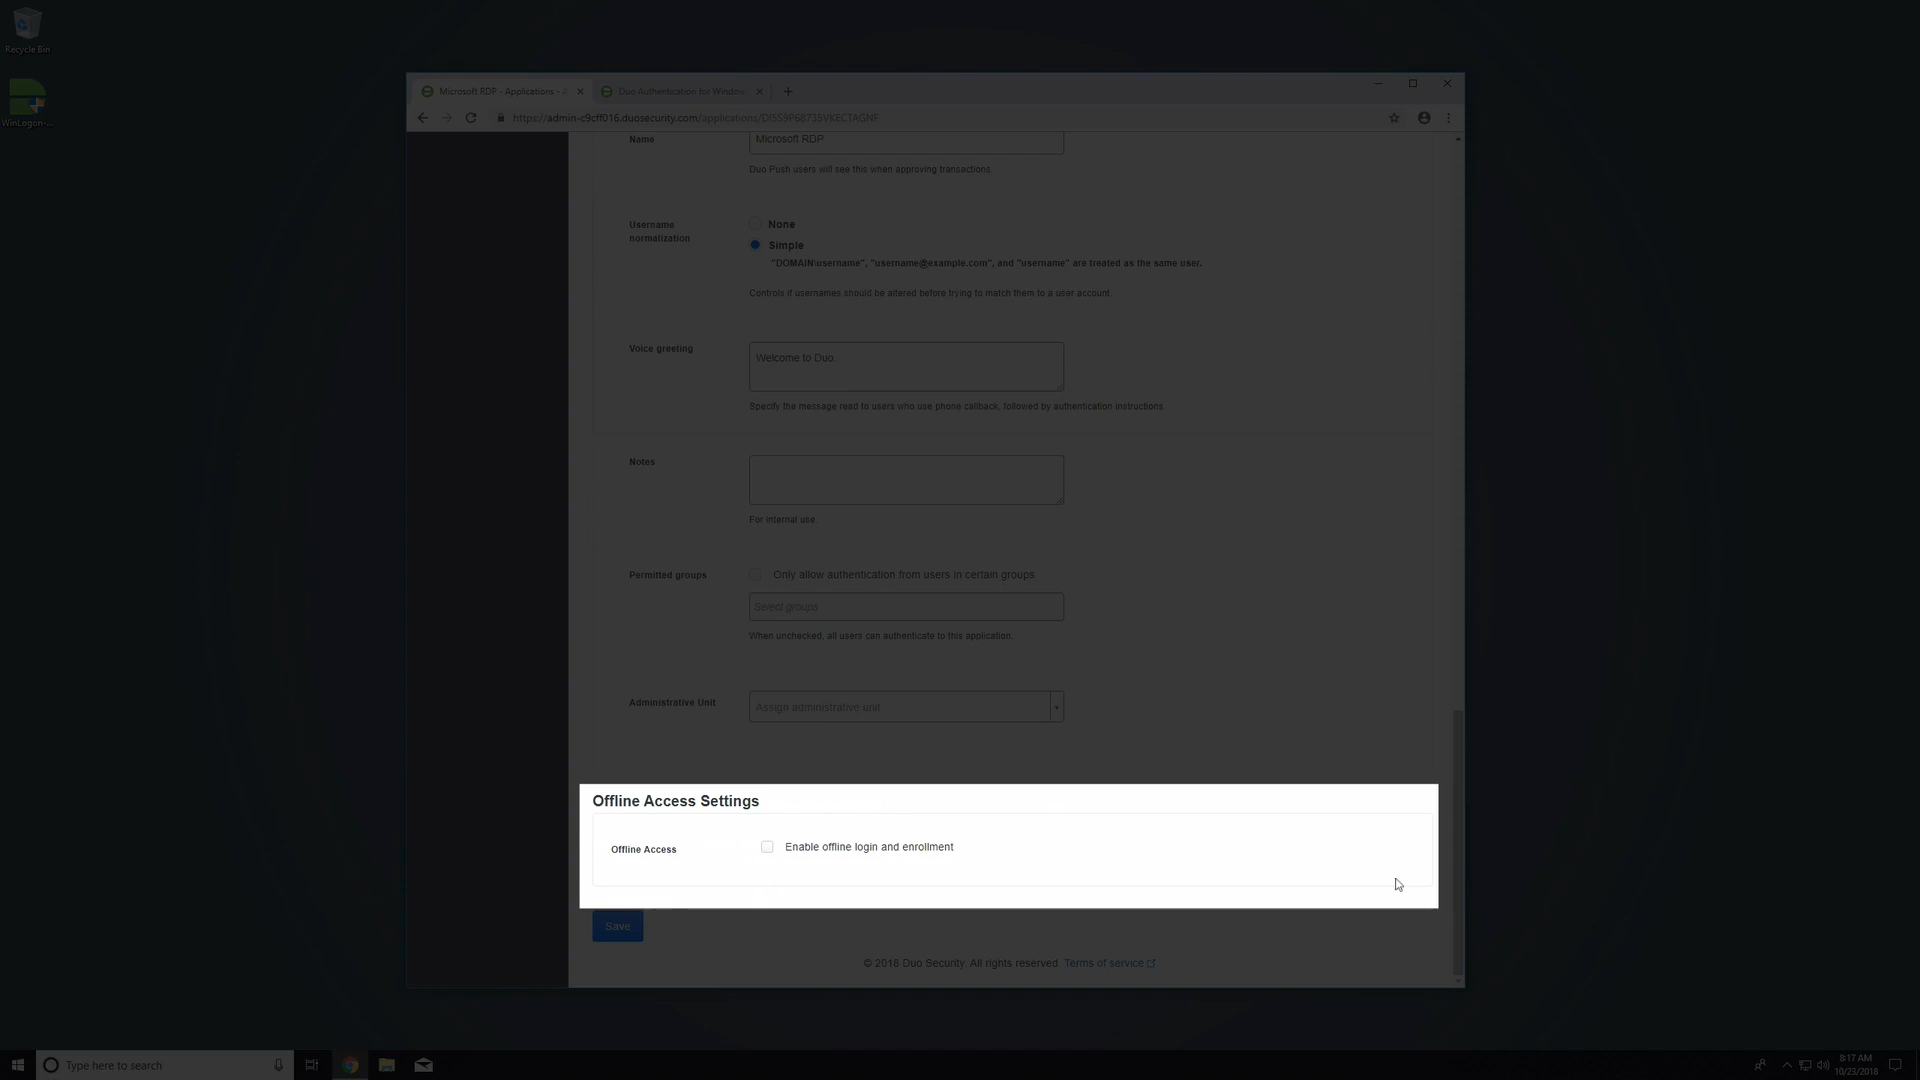 Recycle Bin
WinLogon-...
Microsoft RDP - Applications -
Duo Authentication for Window
https://admin-c9cff016.duosecurity.com/applications/DI5S9P68735VKECTAGNF
Name
Microsoft RDP
Duo Push users will see this when approving transactions.
Username
normalization
None
Simple
"DOMAIN\username", "username@example.com", and "username" are treated as the same user.
Controls if usernames should be altered before trying to match them to a user account.
Voice greeting
Welcome to Duo.
Specify the message read to users who use phone callback, followed by authentication instructions.
Notes
For internal use.
Permitted groups
Only allow authentication from users in certain groups
Select groups
When unchecked, all users can authenticate to this application.
Administrative Unit
Assign administrative unit
Offline Access Settings
Offline Access
Enable offline login and enrollment
Save
© 2018 Duo Security. All rights reserved. Terms of service
Type here to search
8:17 AM
10/23/2018